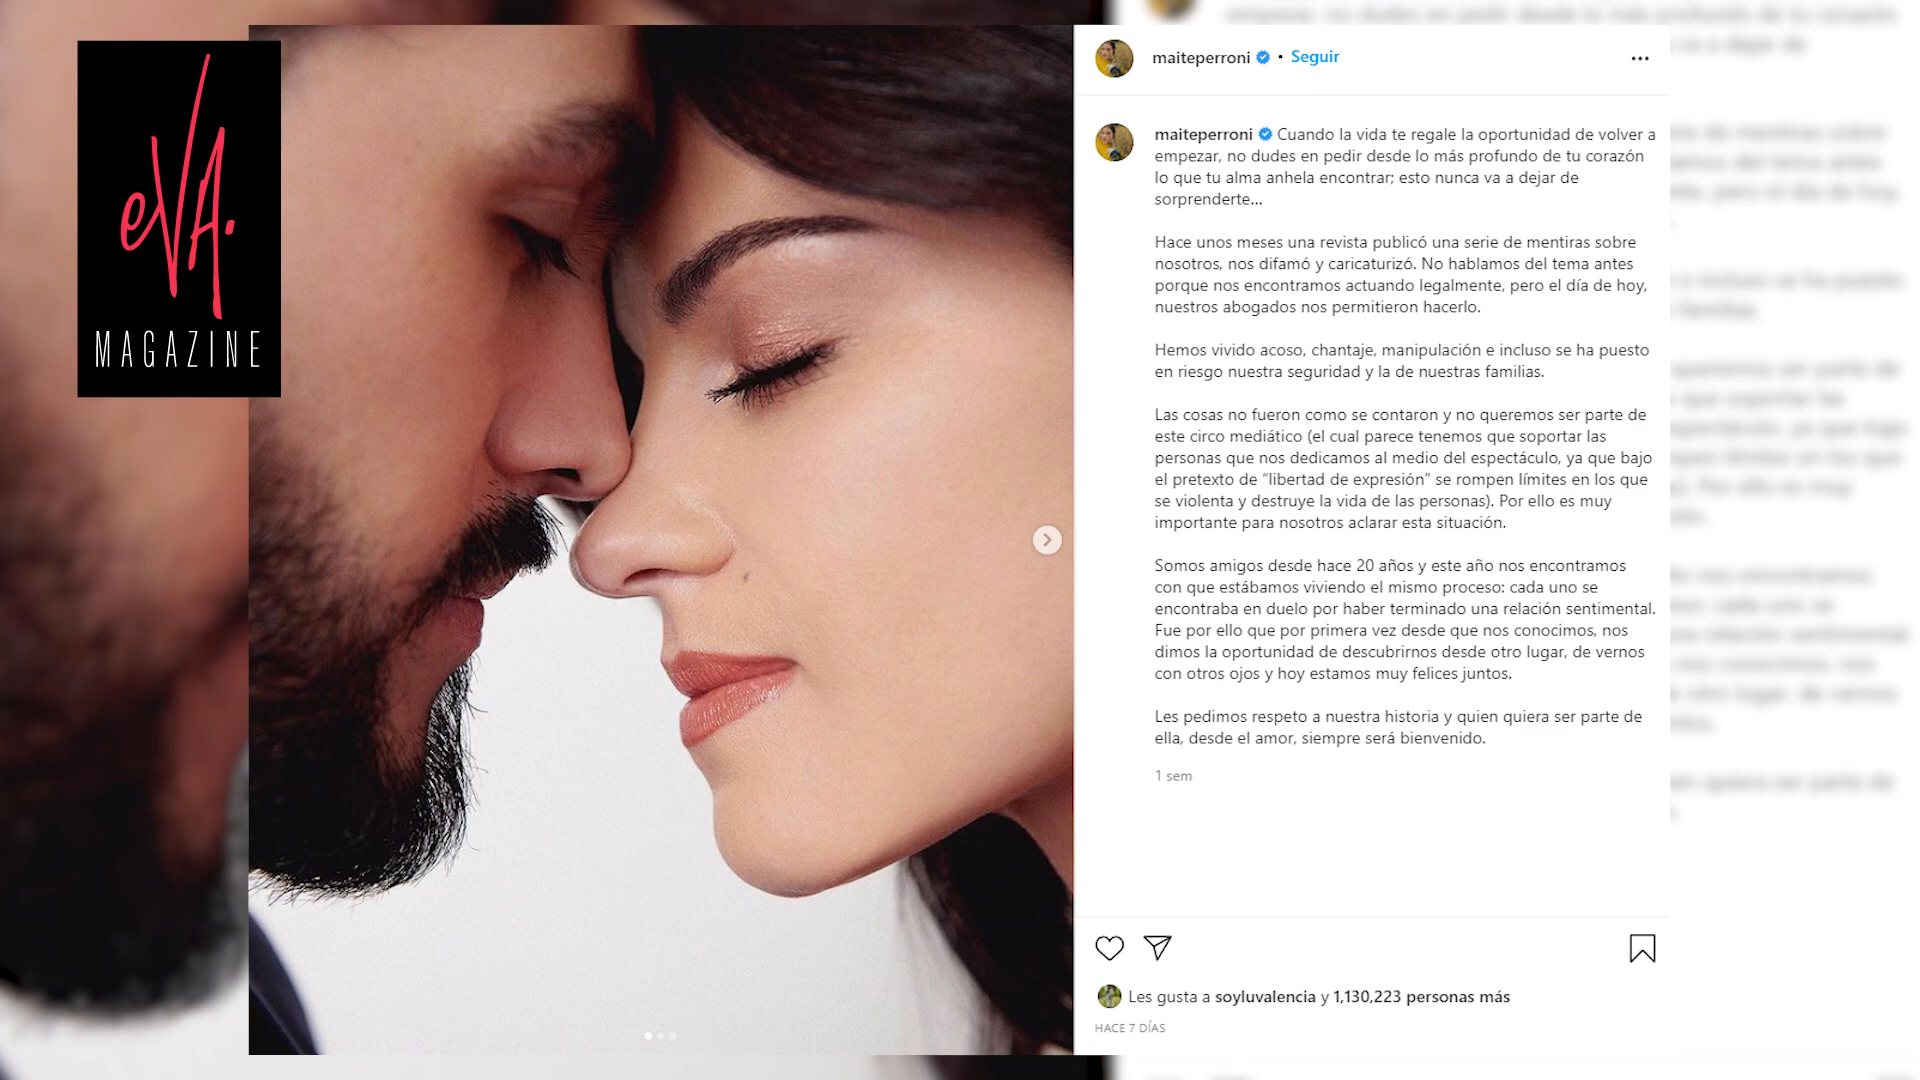 eVA.
MAGAZINE
maiteperroni • Seguir
maiteperroni Cuando la vida te regale la oportunidad de volver a
empezar, no dudes en pedir desde lo más profundo de tu corazón
lo que tu alma anhela encontrar; esto nunca va a dejar de
sorprenderte...
Hace unos meses una revista publicó una serie de mentiras sobre
nosotros, nos difamó y caricaturizó. No hablamos del tema antes
porque nos encontramos actuando legalmente, pero el día de hoy,
nuestros abogados nos permitieron hacerlo.
Hemos vivido acoso, chantaje, manipulación e incluso se ha puesto
en riesgo nuestra seguridad y la de nuestras familias.
Las cosas no fueron como se contaron y no queremos ser parte de
este circo mediático (el cual parece tenemos que soportar las
personas que nos dedicamos al medio del espectáculo, ya que bajo
el pretexto de “libertad de expresión” se rompen límites en los que
se violenta y destruye la vida de las personas). Por ello es muy
importante para nosotros aclarar esta situación.
Somos amigos desde hace 20 años y este año nos encontramos
con que estábamos viviendo el mismo proceso: cada uno se
encontraba en duelo por haber terminado una relación sentimental.
Fue por ello que por primera vez desde que nos conocimos, nos
dimos la oportunidad de descubrirnos desde otro lugar, de vernos
con otros ojos y hoy estamos muy felices juntos.
Les pedimos respeto a nuestra historia y quien quiera ser parte de
ella, desde el amor, siempre será bienvenido.
1 sem
Les gusta a soyluvalencia y 1,130,223 personas más
HACE 7 DÍAS